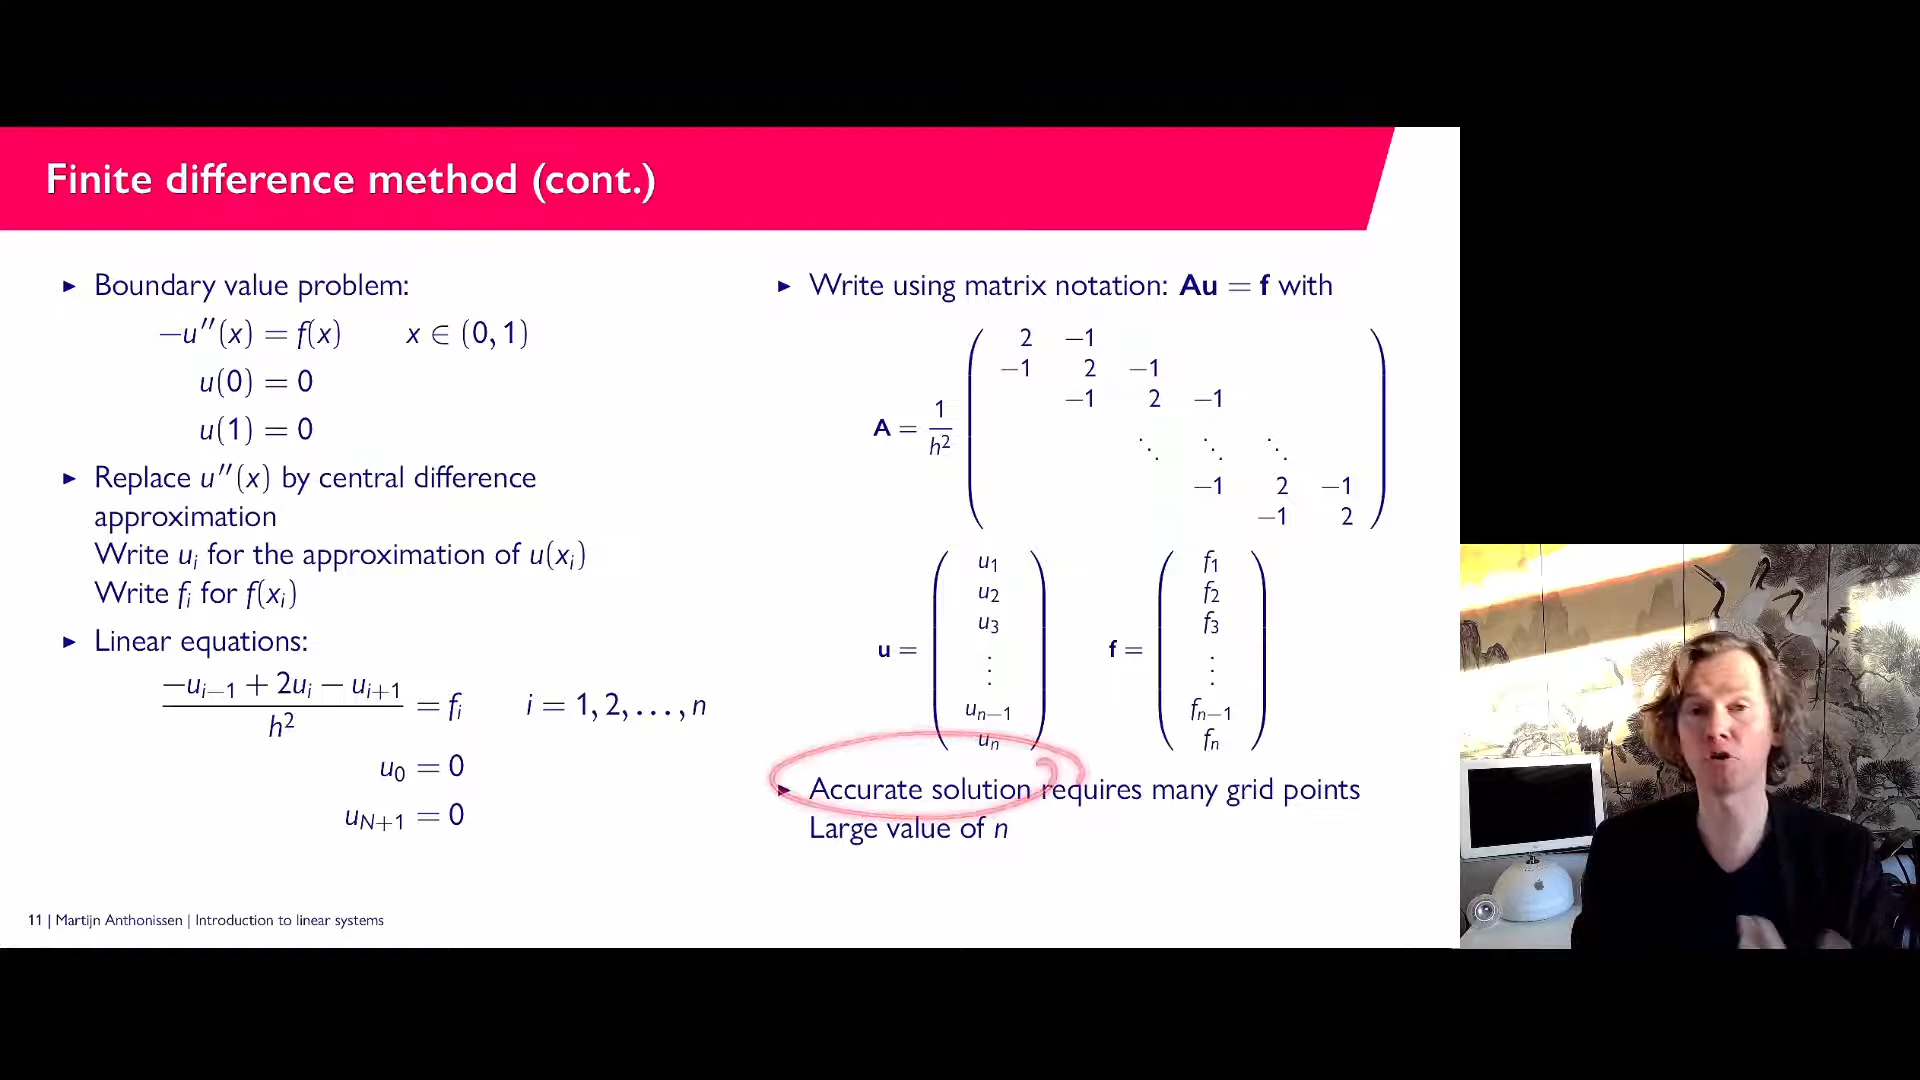 Finite difference method (cont.)
▸ Boundary value problem:
−u″(x) = f(x)    x ∈ (0, 1)
u(0) = 0
u(1) = 0
▸ Replace u″(x) by central difference
approximation
Write uᵢ for the approximation of u(xᵢ)
Write fᵢ for f(xᵢ)
▸ Linear equations:
(−uᵢ₋₁ + 2uᵢ − uᵢ₊₁) / h² = fᵢ    i = 1, 2, . . . , n
u₀ = 0
u_{N+1} = 0
▸ Write using matrix notation: Au = f with
2 −1
−1 2 −1
−1 2 −1
A = 1/h²
⋱ ⋱ ⋱
−1 2 −1
−1 2
u₁ f₁
u₂ f₂
u₃ f₃
u = ⋮ f = ⋮
uₙ₋₁ fₙ₋₁
uₙ fₙ
▸ Accurate solution requires many grid points
Large value of n
11 | Martijn Anthonissen | Introduction to linear systems